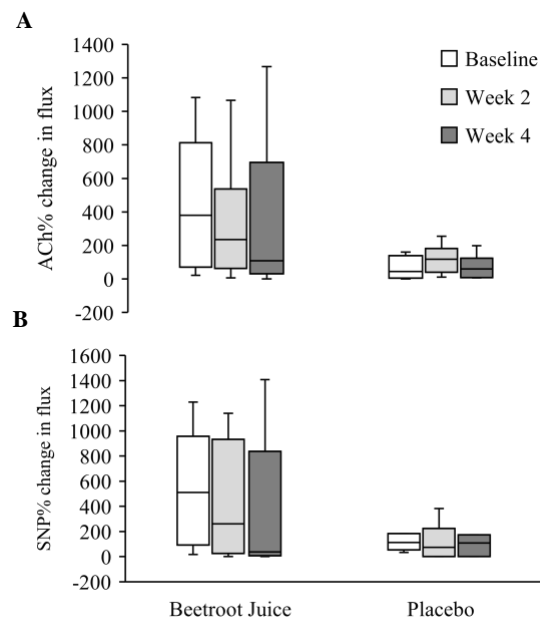 A
1400
1200
1000
800
600
400
200
0
-200
ACh% change in flux
Baseline
Week 2
Week 4
B
1600
1400
1200
1000
800
600
400
200
0
-200
SNP% change in flux
Beetroot Juice
Placebo